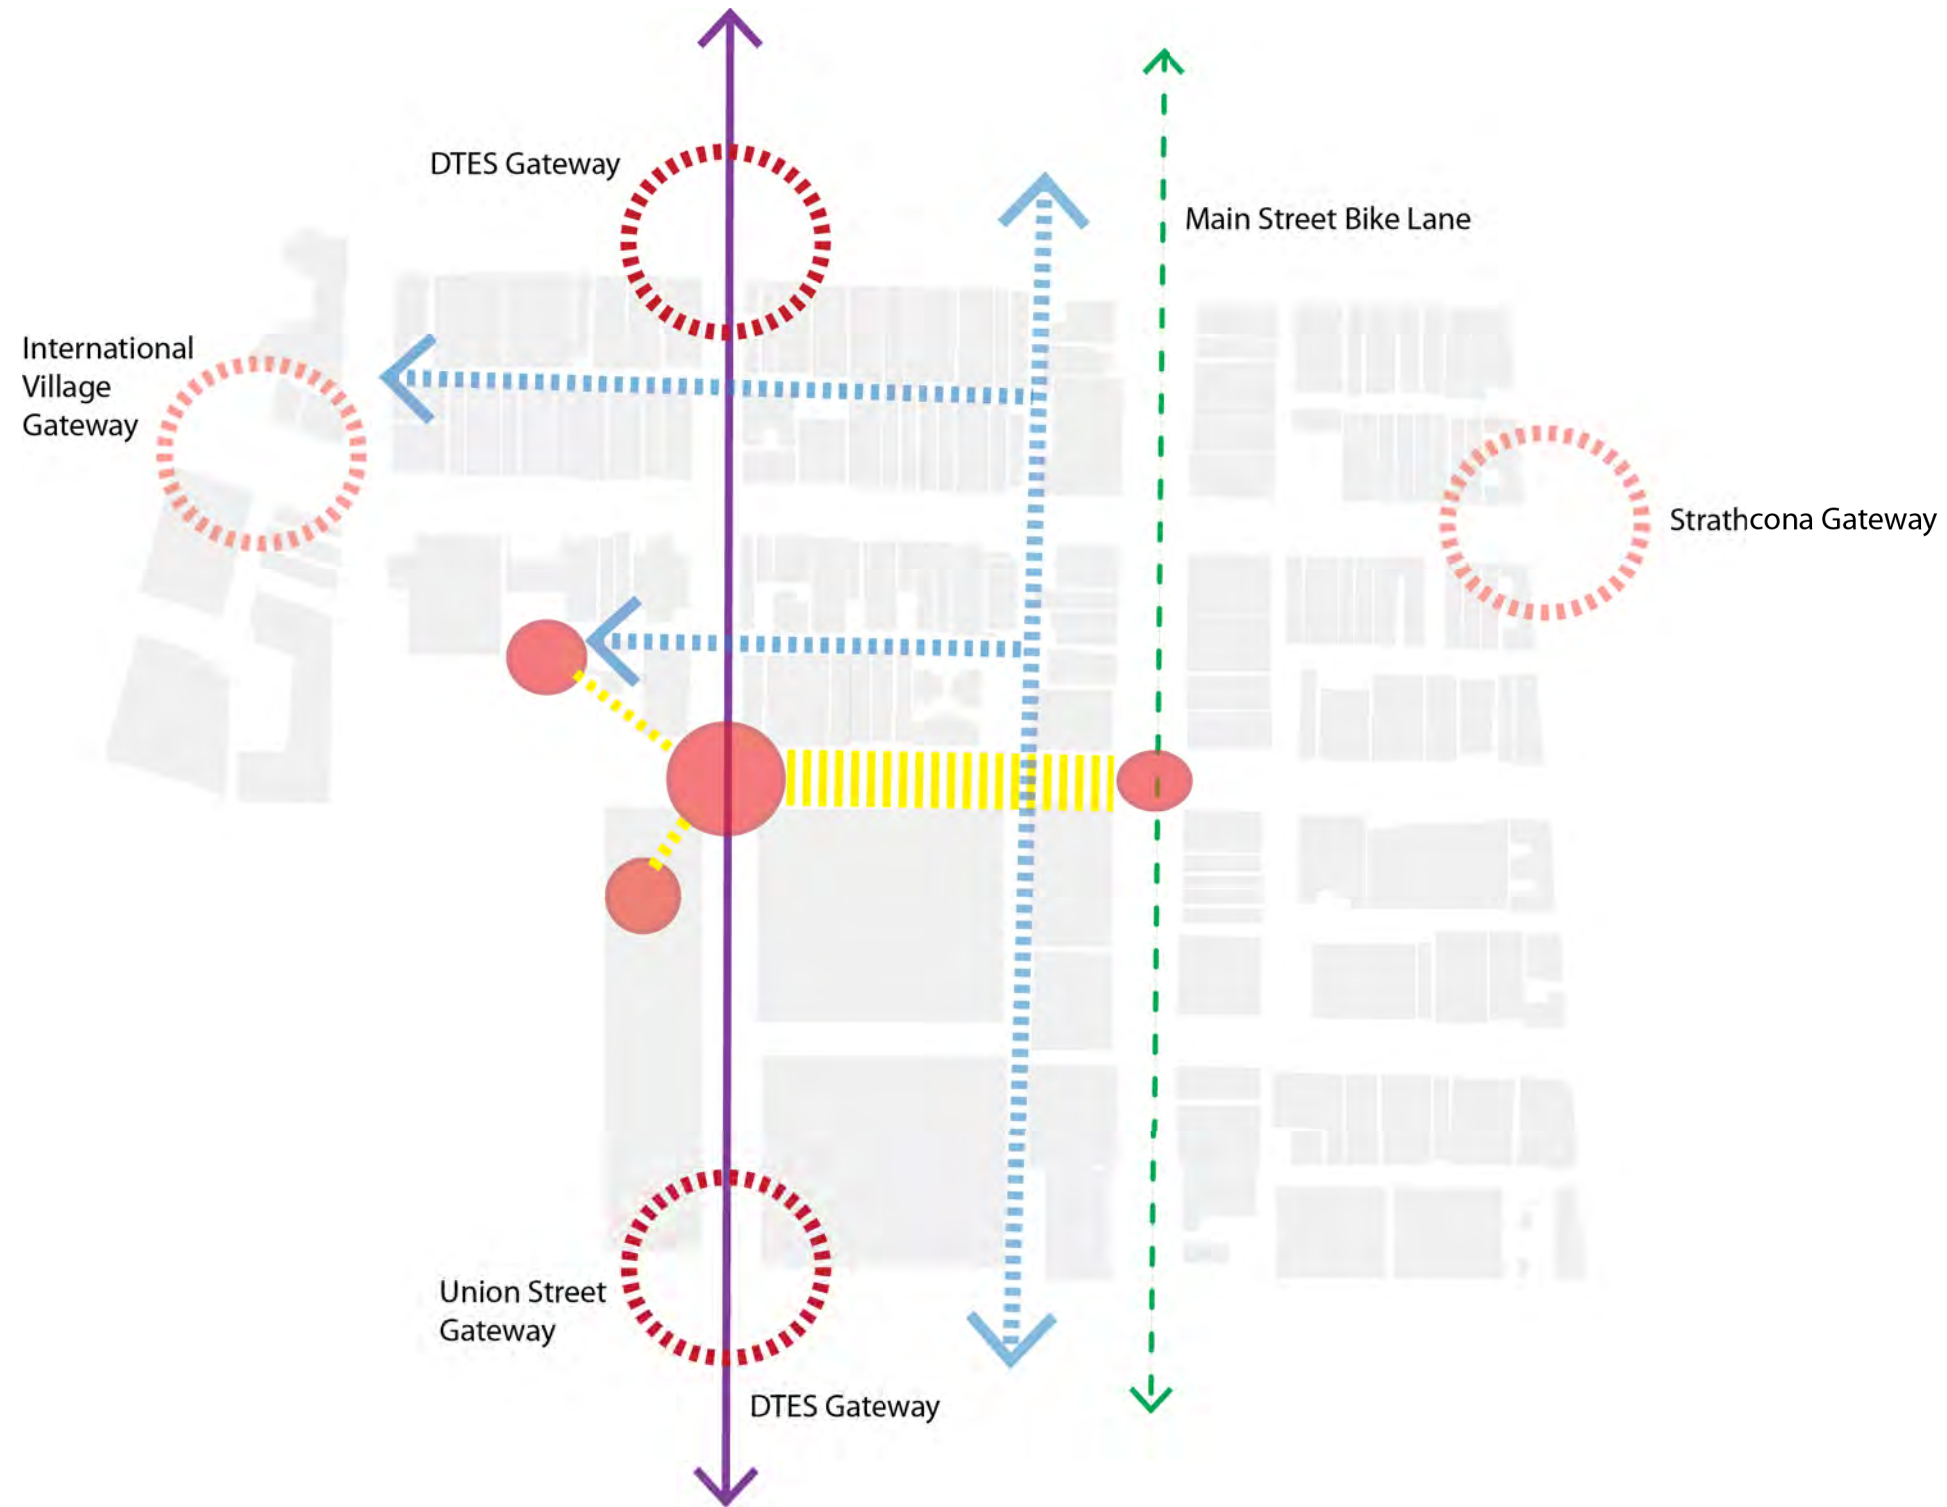 DTES Gateway
Main Street Bike Lane
International
Village
Gateway
Strathcona Gateway
Union Street
Gateway
DTES Gateway